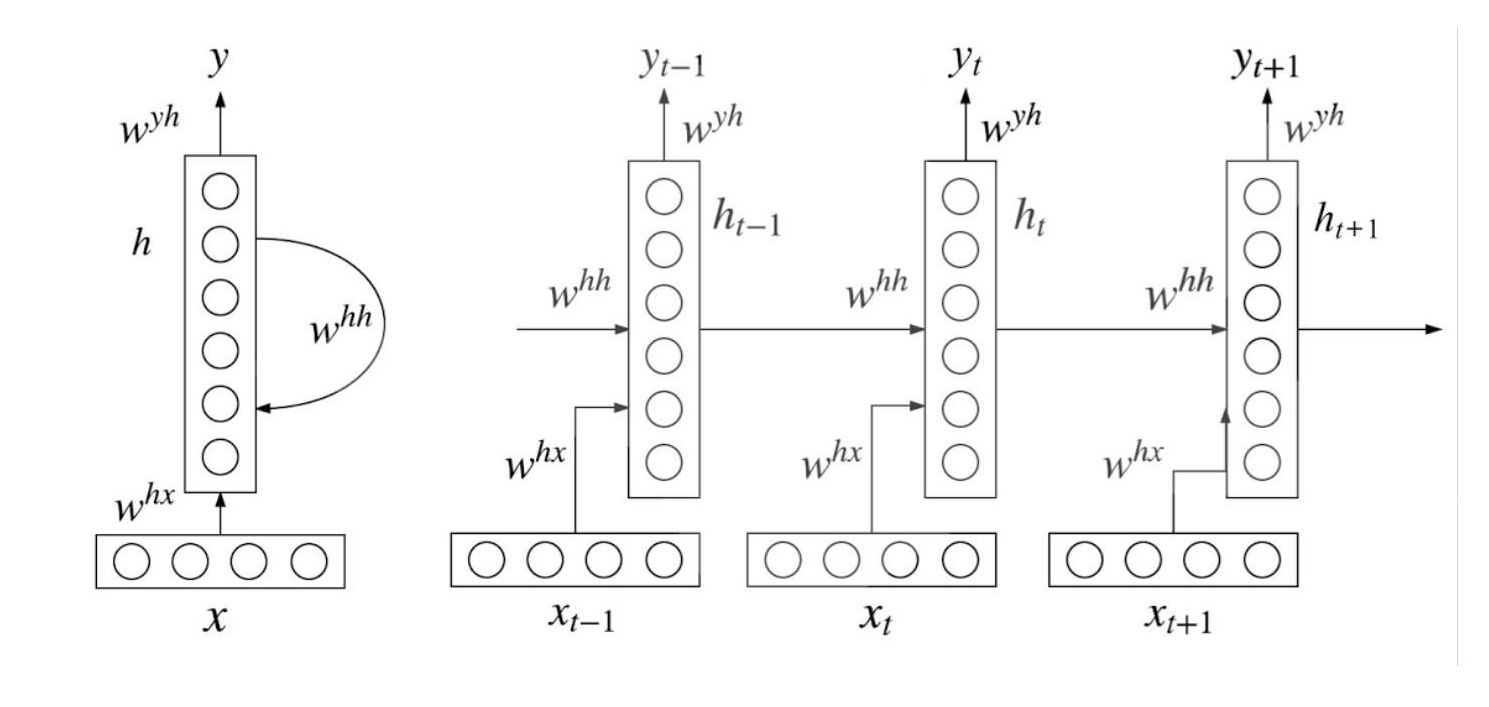 y
w^{yh}
h
w^{hh}
w^{hx}
x
y_{t−1}
w^{yh}
h_{t−1}
w^{hh}
w^{hx}
x_{t−1}
y_t
w^{yh}
h_t
w^{hh}
w^{hx}
x_t
y_{t+1}
w^{yh}
h_{t+1}
w^{hh}
w^{hx}
x_{t+1}